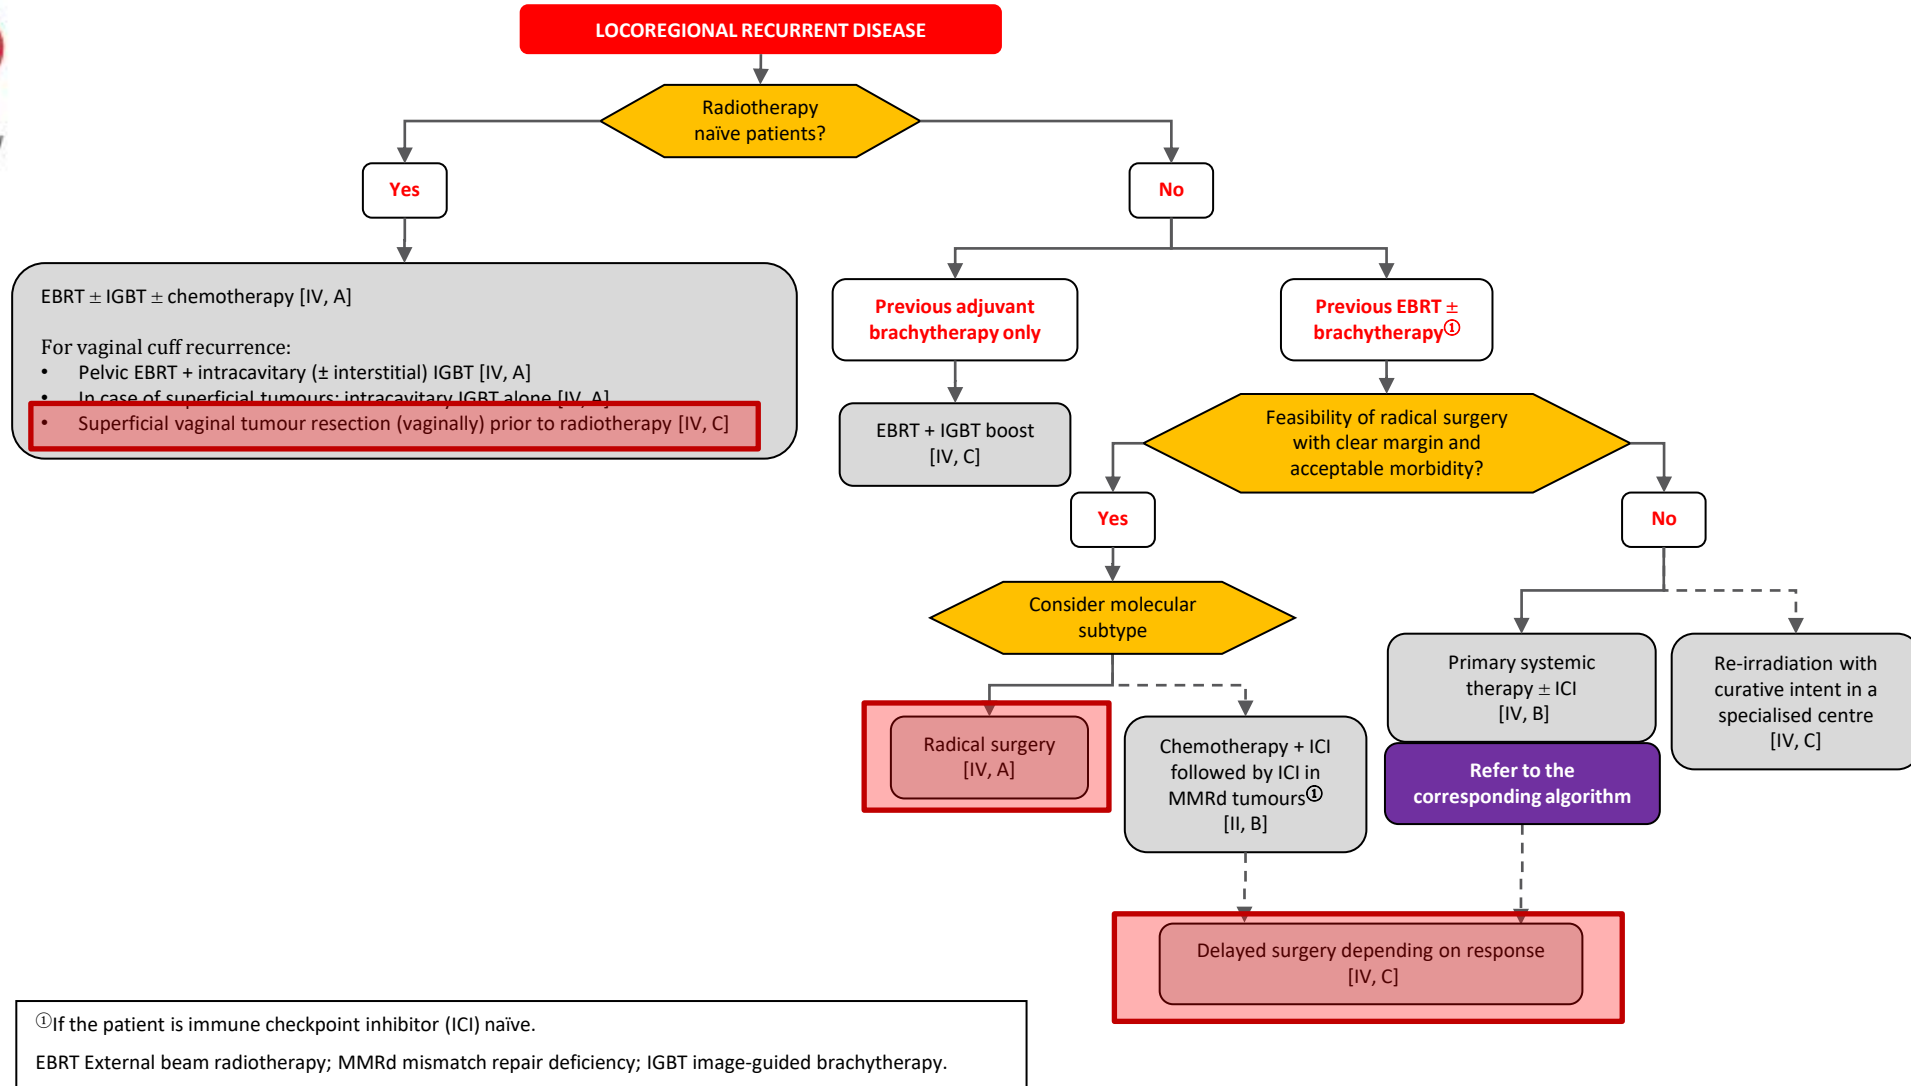 LOCOREGIONAL RECURRENT DISEASE
Radiotherapy
naïve patients?
Yes
No
EBRT ± IGBT ± chemotherapy [IV, A]
For vaginal cuff recurrence:
• Pelvic EBRT + intracavitary (± interstitial) IGBT [IV, A]
• In case of superficial tumours: intracavitary IGBT alone [IV, A]
• Superficial vaginal tumour resection (vaginally) prior to radiotherapy [IV, C]
Previous adjuvant
brachytherapy only
Previous EBRT ±
brachytherapy①
EBRT + IGBT boost
[IV, C]
Feasibility of radical surgery
with clear margin and
acceptable morbidity?
Yes
No
Consider molecular
subtype
Radical surgery
[IV, A]
Chemotherapy + ICI
followed by ICI in
MMRd tumours①
[II, B]
Primary systemic
therapy ± ICI
[IV, B]
Refer to the
corresponding algorithm
Re-irradiation with
curative intent in a
specialised centre
[IV, C]
Delayed surgery depending on response
[IV, C]
①If the patient is immune checkpoint inhibitor (ICI) naïve.
EBRT External beam radiotherapy; MMRd mismatch repair deficiency; IGBT image-guided brachytherapy.